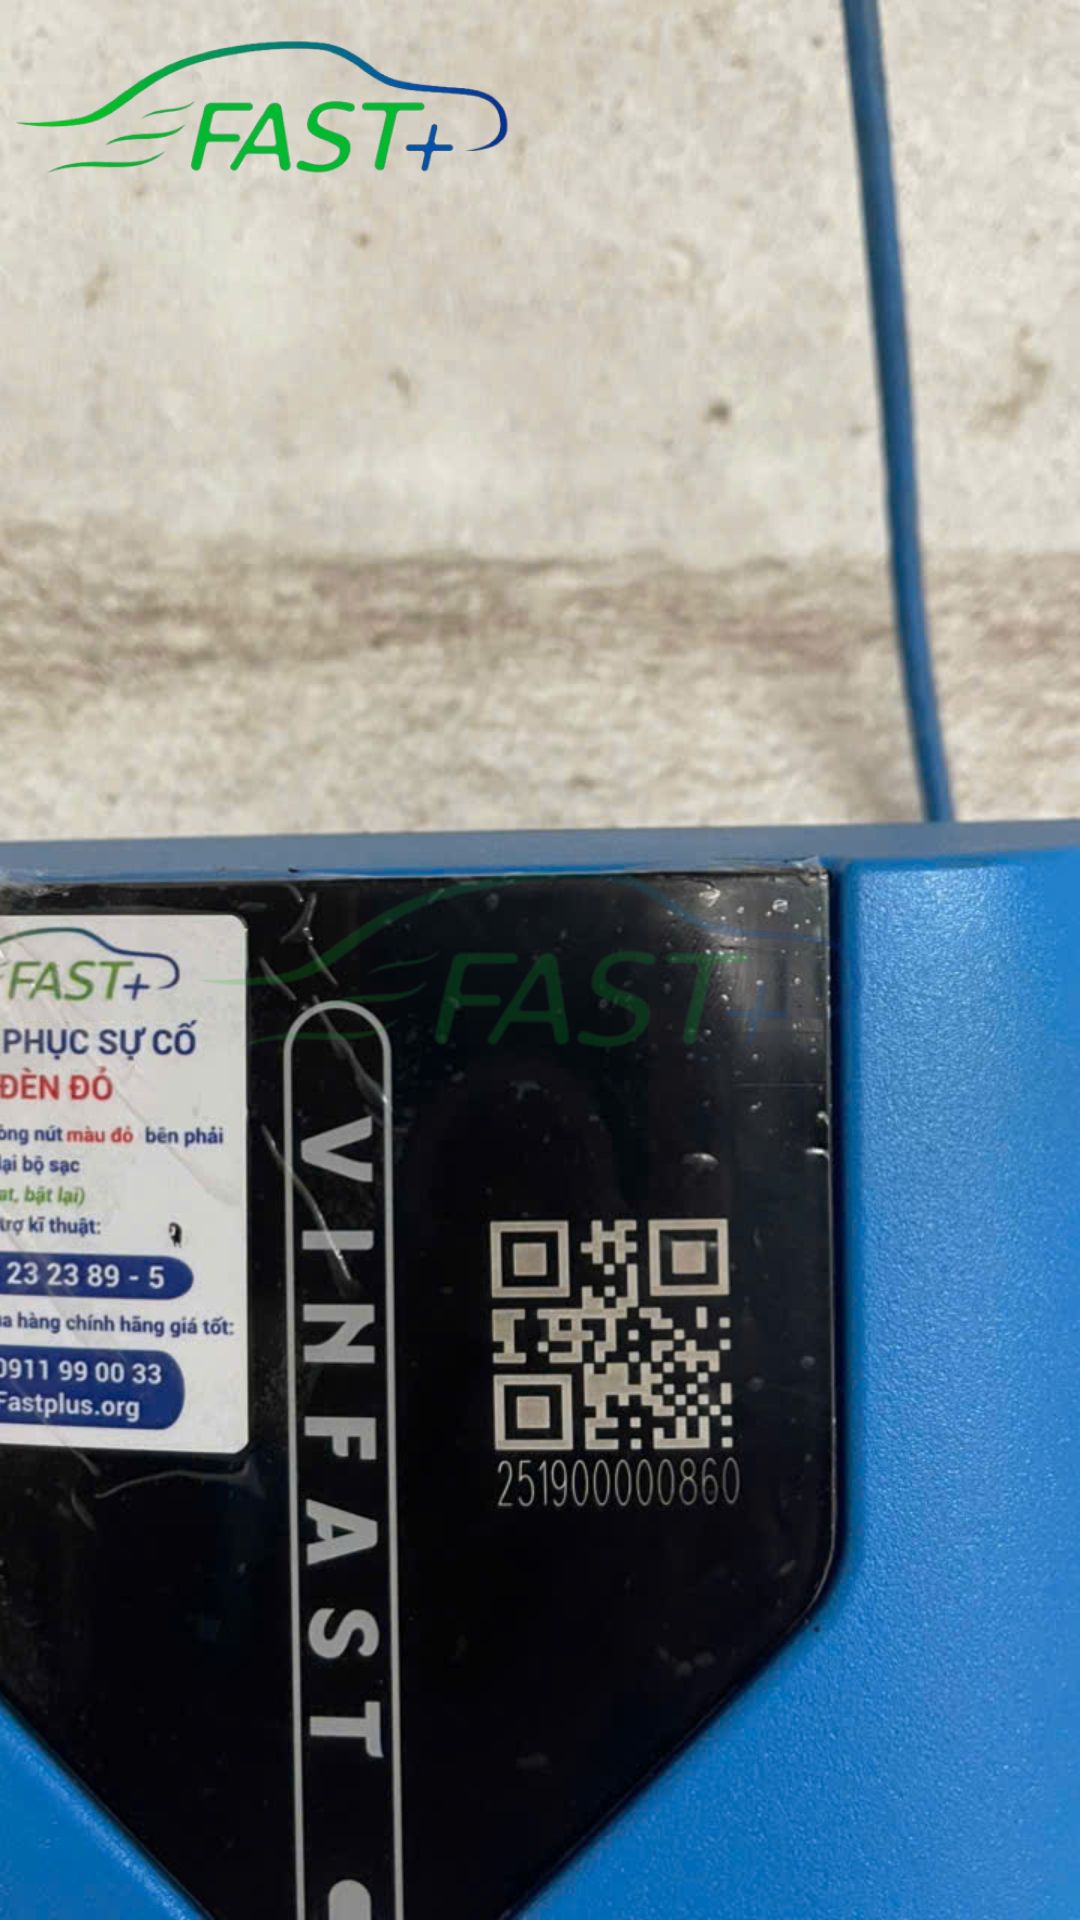 FAST+
FAST+
FAST+
PHỤC SỰ CỐ
ĐÈN ĐỎ
nút màu đỏ bên phải
lại bộ sạc
bật lại)
trợ kĩ thuật:
23 23 89 - 5
hàng chính hãng giá tốt:
0911 99 00 33
Fastplus.org
VINFAST
251900000860